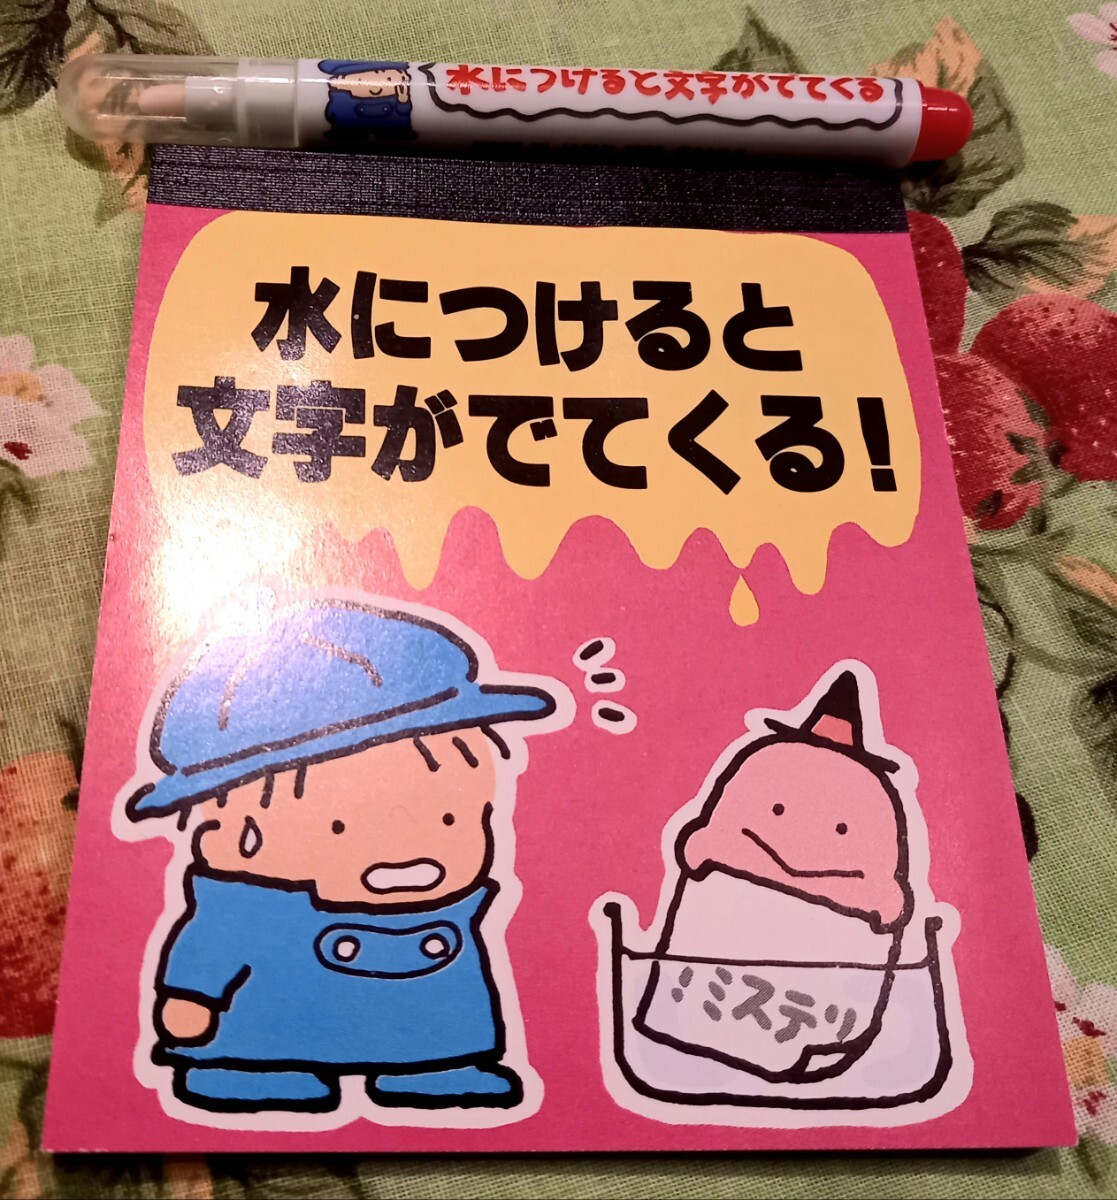 水につけると文字がでてくる
水につけると
文字がでてくる!
ミステリ